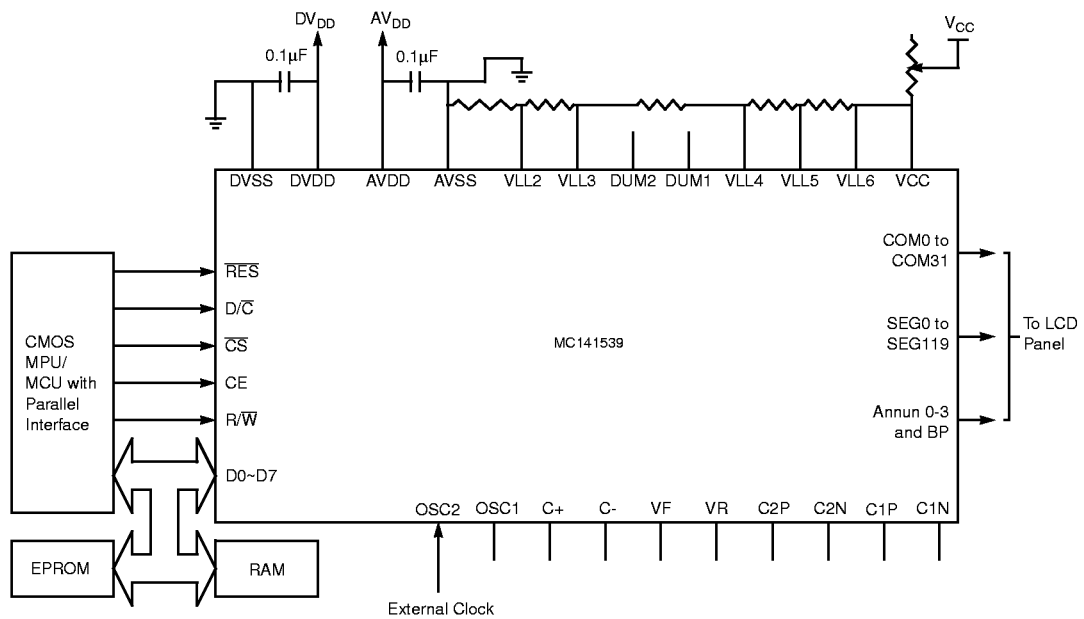 DVDD
AVDD
VCC
0.1μF
0.1μF
DVSS
DVDD
AVDD
AVSS
VLL2
VLL3
DUM2
DUM1
VLL4
VLL5
VLL6
VCC
CMOS
MPU/
MCU with
Parallel
Interface
R̅E̅S̅
D/C̅
C̅S̅
CE
R/W̅
D0~D7
MC141539
COM0 to
COM31
SEG0 to
SEG119
Annun 0-3
and BP
To LCD
Panel
OSC2
OSC1
C+
C-
VF
VR
C2P
C2N
C1P
C1N
EPROM
RAM
External Clock